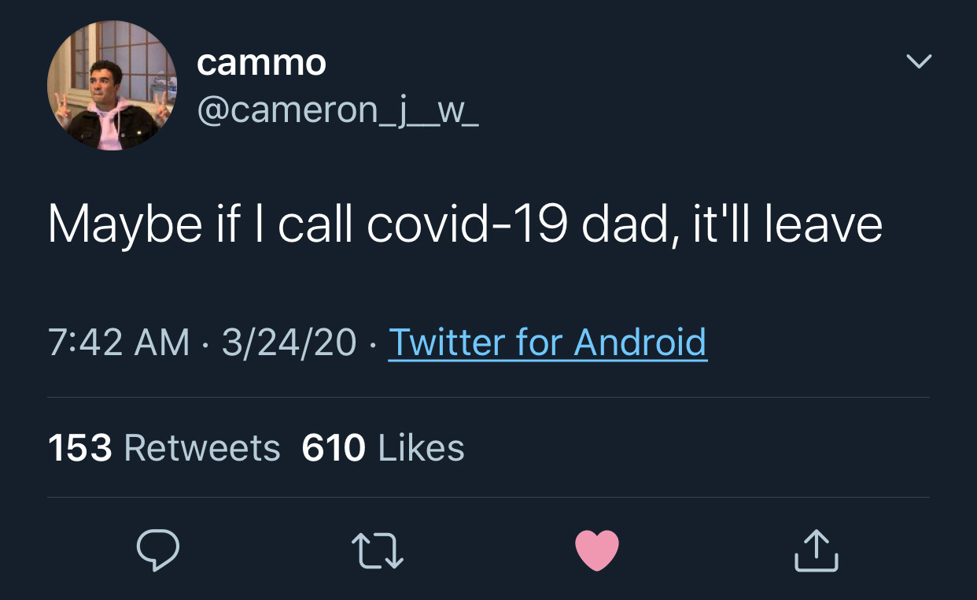 cammo
@cameron_j__w_
Maybe if I call covid-19 dad, it'll leave
7:42 AM · 3/24/20 · Twitter for Android
153 Retweets 610 Likes